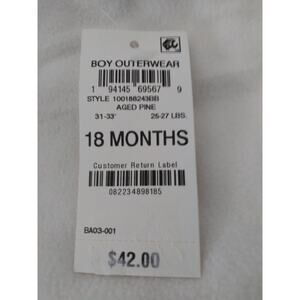 BOY OUTERWEAR
1 94145 69567 9
STYLE 100188243BB
AGED PINE
31-33" 25-27 LBS.
18 MONTHS
Customer Return Label
082234898185
BA03-001
$42.00